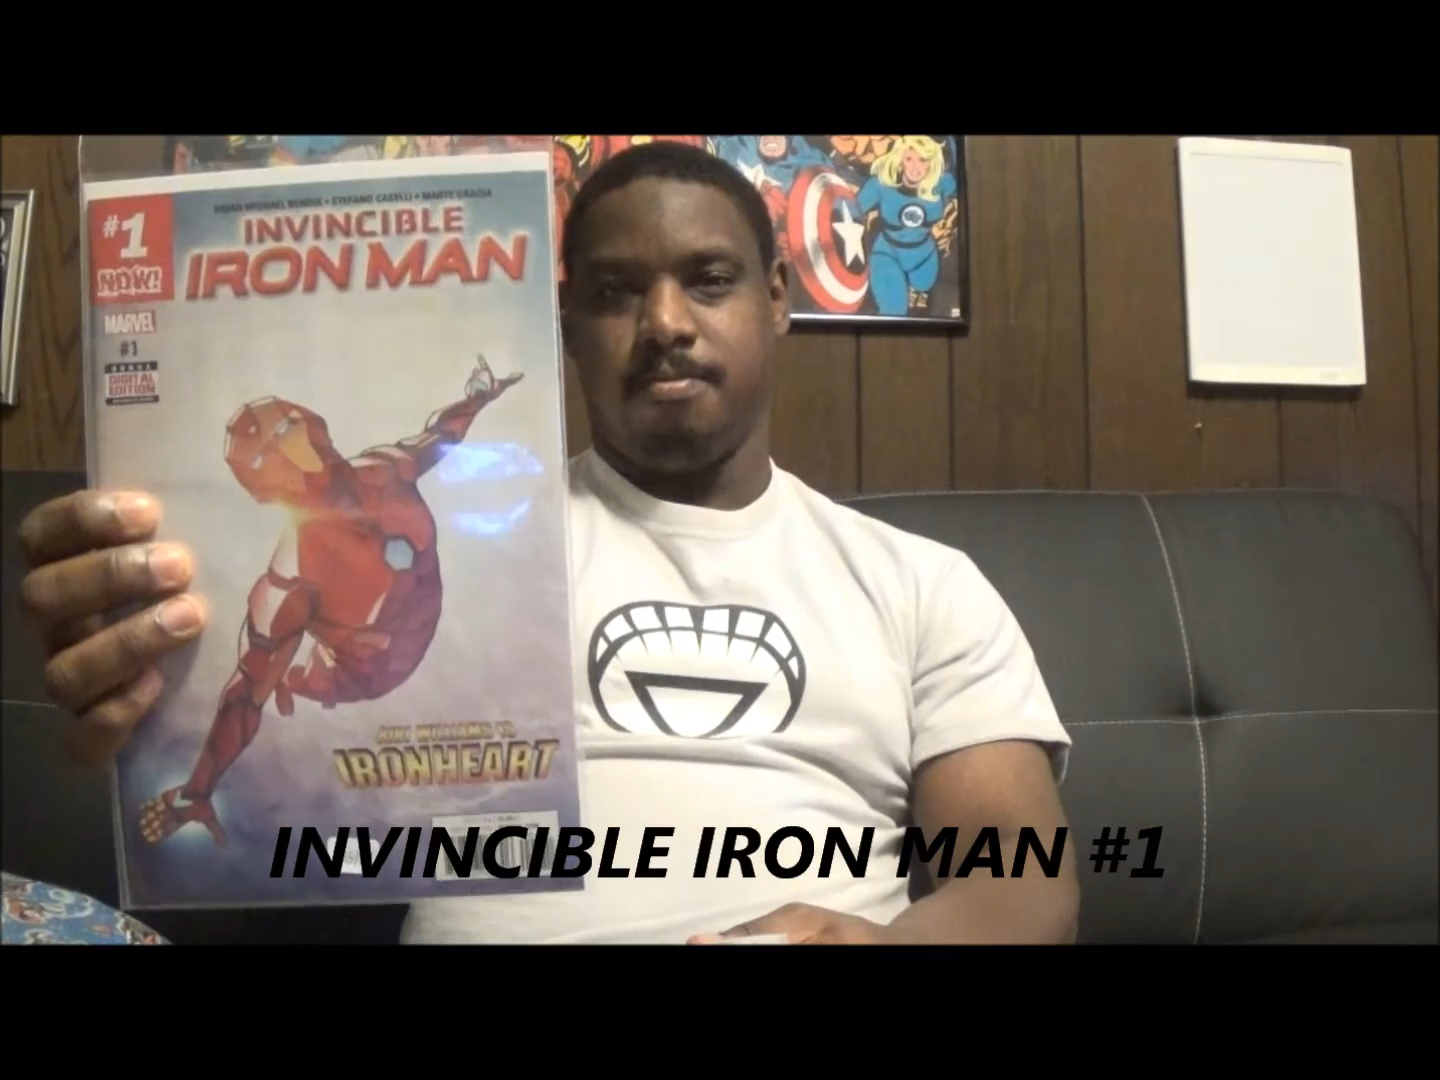 BRIAN MICHAEL BENDIS • STEFANO CASELLI • MARTE GRACIA
#1
NOW!
INVINCIBLE
IRON MAN
MARVEL
#1
DIGITAL
EDITION
RIRI WILLIAMS IS
IRONHEART
INVINCIBLE IRON MAN #1